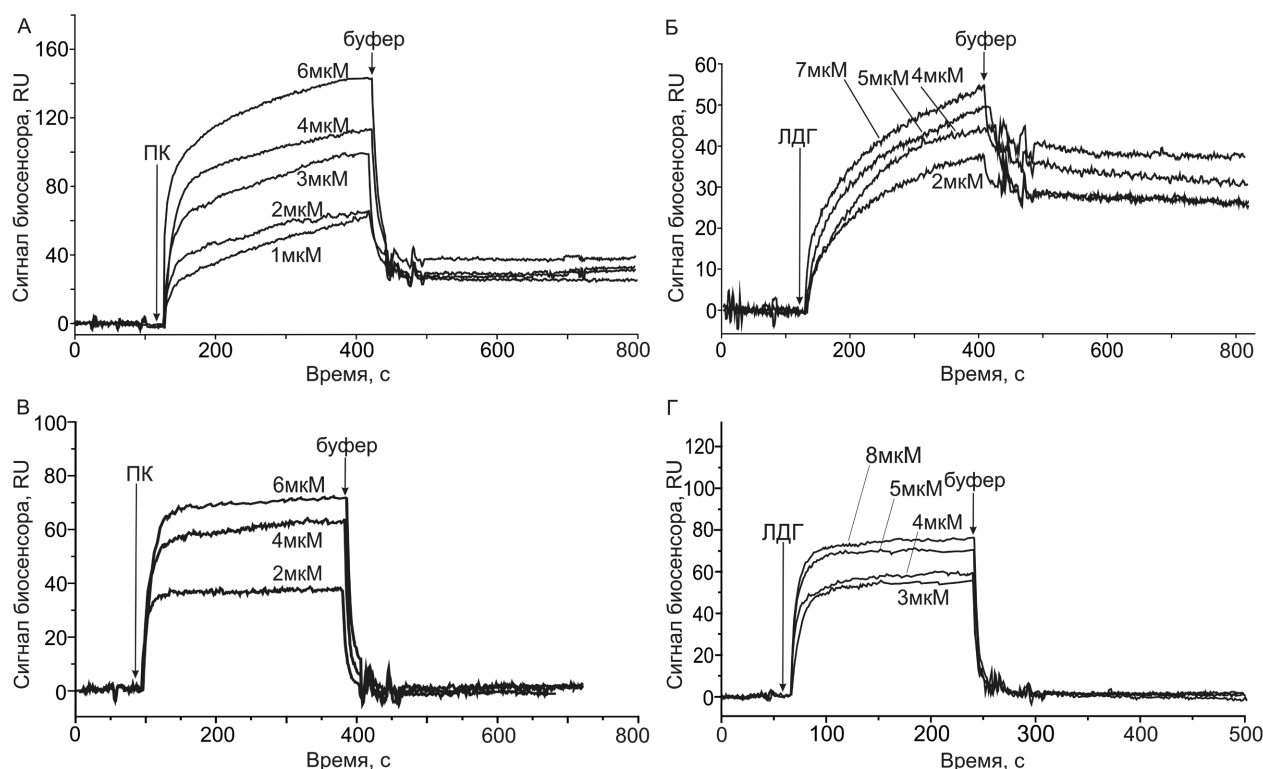 А
Сигнал биосенсора, RU
160
120
80
40
0
ПК
буфер
6мкМ
4мкМ
3мкМ
2мкМ
1мкМ
0 200 400 600 800
Время, с
Б
Сигнал биосенсора, RU
60
50
40
30
20
10
0
ЛДГ
буфер
7мкМ 5мкМ 4мкМ
2мкМ
0 200 400 600 800
Время, с
В
Сигнал биосенсора, RU
100
80
60
40
20
0
ПК
буфер
6мкМ
4мкМ
2мкМ
0 200 400 600 800
Время, с
Г
Сигнал биосенсора, RU
120
100
80
60
40
20
0
ЛДГ
8мкМ
5мкМ буфер
4мкМ
3мкМ
0 100 200 300 400 500
Время, с